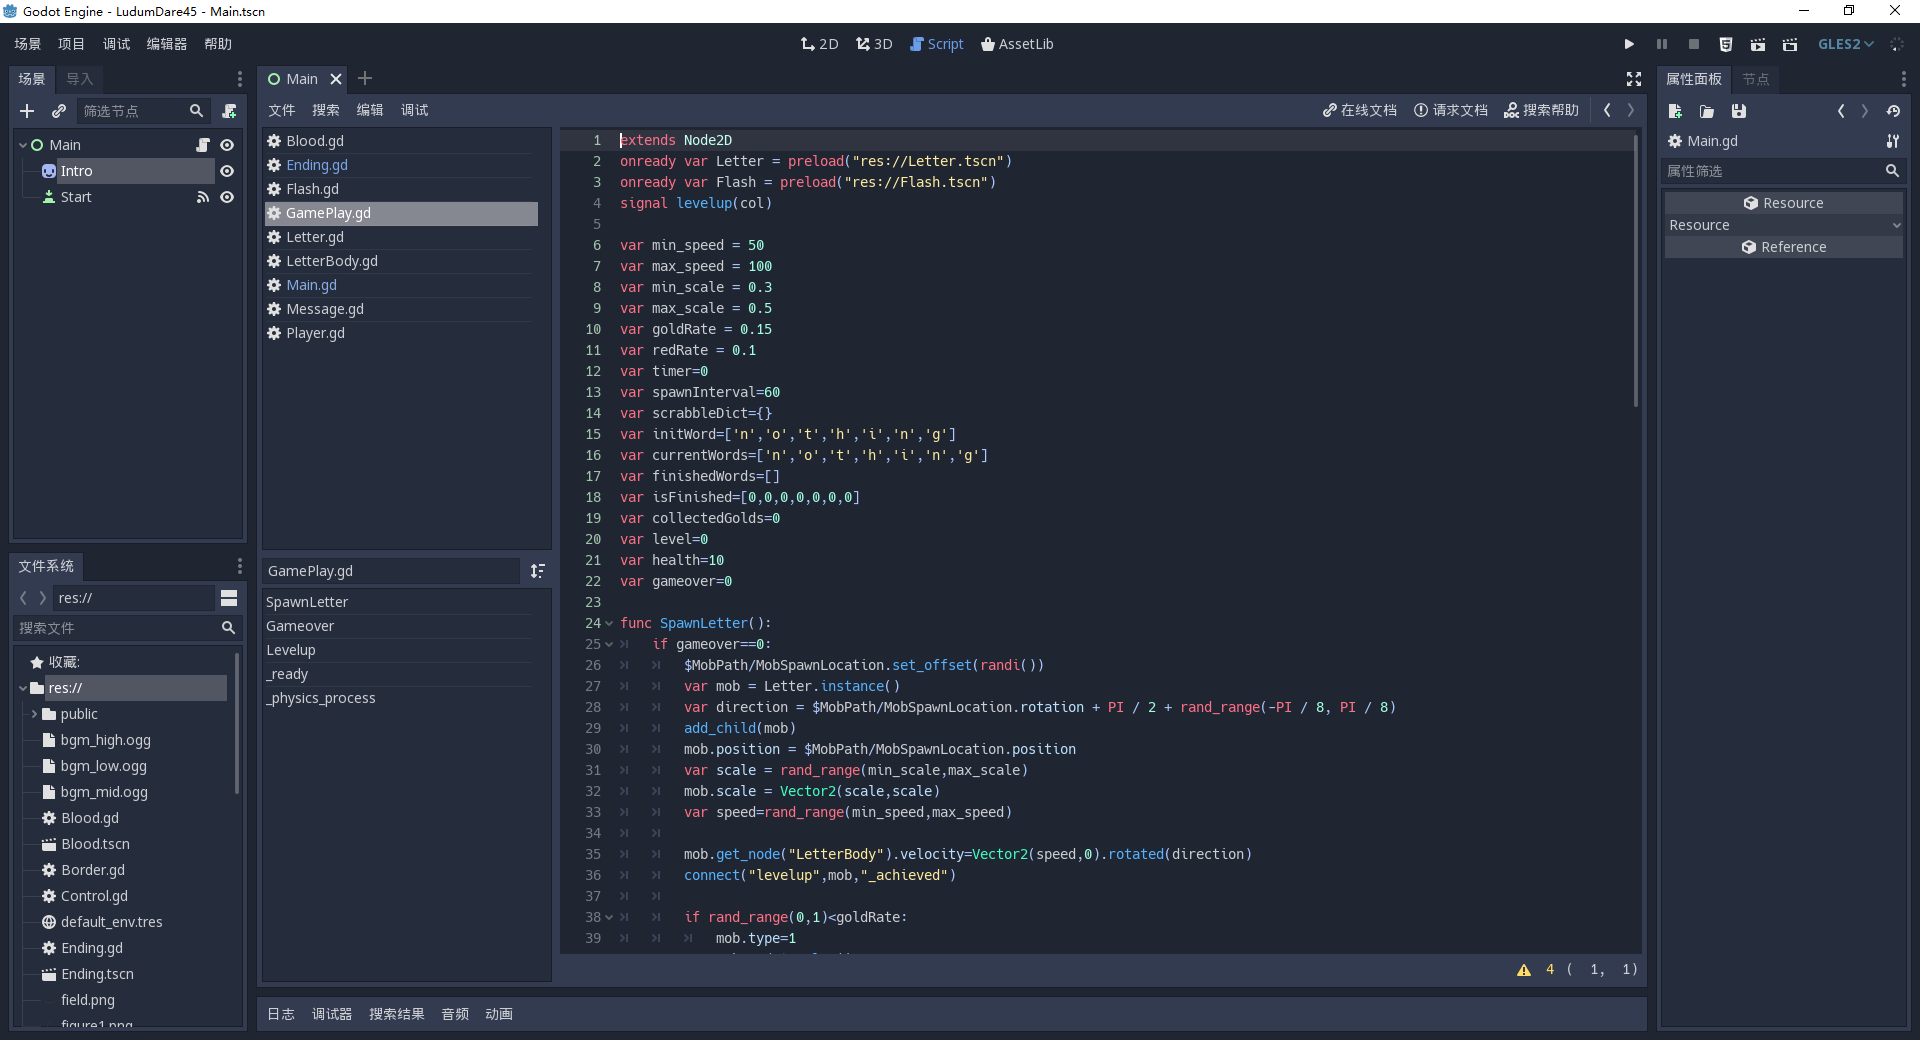 Godot Engine - LudumDare45 - Main.tscn
场景 项目 调试 编辑器 帮助
2D 3D Script AssetLib
GLES2
场景 导入
筛选节点
Main
Intro
Start
文件系统
res://
搜索文件
收藏:
res://
public
bgm_high.ogg
bgm_low.ogg
bgm_mid.ogg
Blood.gd
Blood.tscn
Border.gd
Control.gd
default_env.tres
Ending.gd
Ending.tscn
field.png
figure1.png
Main
文件 搜索 编辑 调试
在线文档 请求文档 搜索帮助
Blood.gd
Ending.gd
Flash.gd
GamePlay.gd
Letter.gd
LetterBody.gd
Main.gd
Message.gd
Player.gd
GamePlay.gd
SpawnLetter
Gameover
Levelup
_ready
_physics_process
1 extends Node2D
2 onready var Letter = preload("res://Letter.tscn")
3 onready var Flash = preload("res://Flash.tscn")
4 signal levelup(col)
5
6 var min_speed = 50
7 var max_speed = 100
8 var min_scale = 0.3
9 var max_scale = 0.5
10 var goldRate = 0.15
11 var redRate = 0.1
12 var timer=0
13 var spawnInterval=60
14 var scrabbleDict={}
15 var initWord=['n','o','t','h','i','n','g']
16 var currentWords=['n','o','t','h','i','n','g']
17 var finishedWords=[]
18 var isFinished=[0,0,0,0,0,0,0]
19 var collectedGolds=0
20 var level=0
21 var health=10
22 var gameover=0
23
24 func SpawnLetter():
25 if gameover==0:
26 $MobPath/MobSpawnLocation.set_offset(randi())
27 var mob = Letter.instance()
28 var direction = $MobPath/MobSpawnLocation.rotation + PI / 2 + rand_range(-PI / 8, PI / 8)
29 add_child(mob)
30 mob.position = $MobPath/MobSpawnLocation.position
31 var scale = rand_range(min_scale,max_scale)
32 mob.scale = Vector2(scale,scale)
33 var speed=rand_range(min_speed,max_speed)
34
35 mob.get_node("LetterBody").velocity=Vector2(speed,0).rotated(direction)
36 connect("levelup",mob,"_achieved")
37
38 if rand_range(0,1)<goldRate:
39 mob.type=1
4 ( 1, 1)
日志 调试器 搜索结果 音频 动画
属性面板 节点
Main.gd
属性筛选
Resource
Resource
Reference